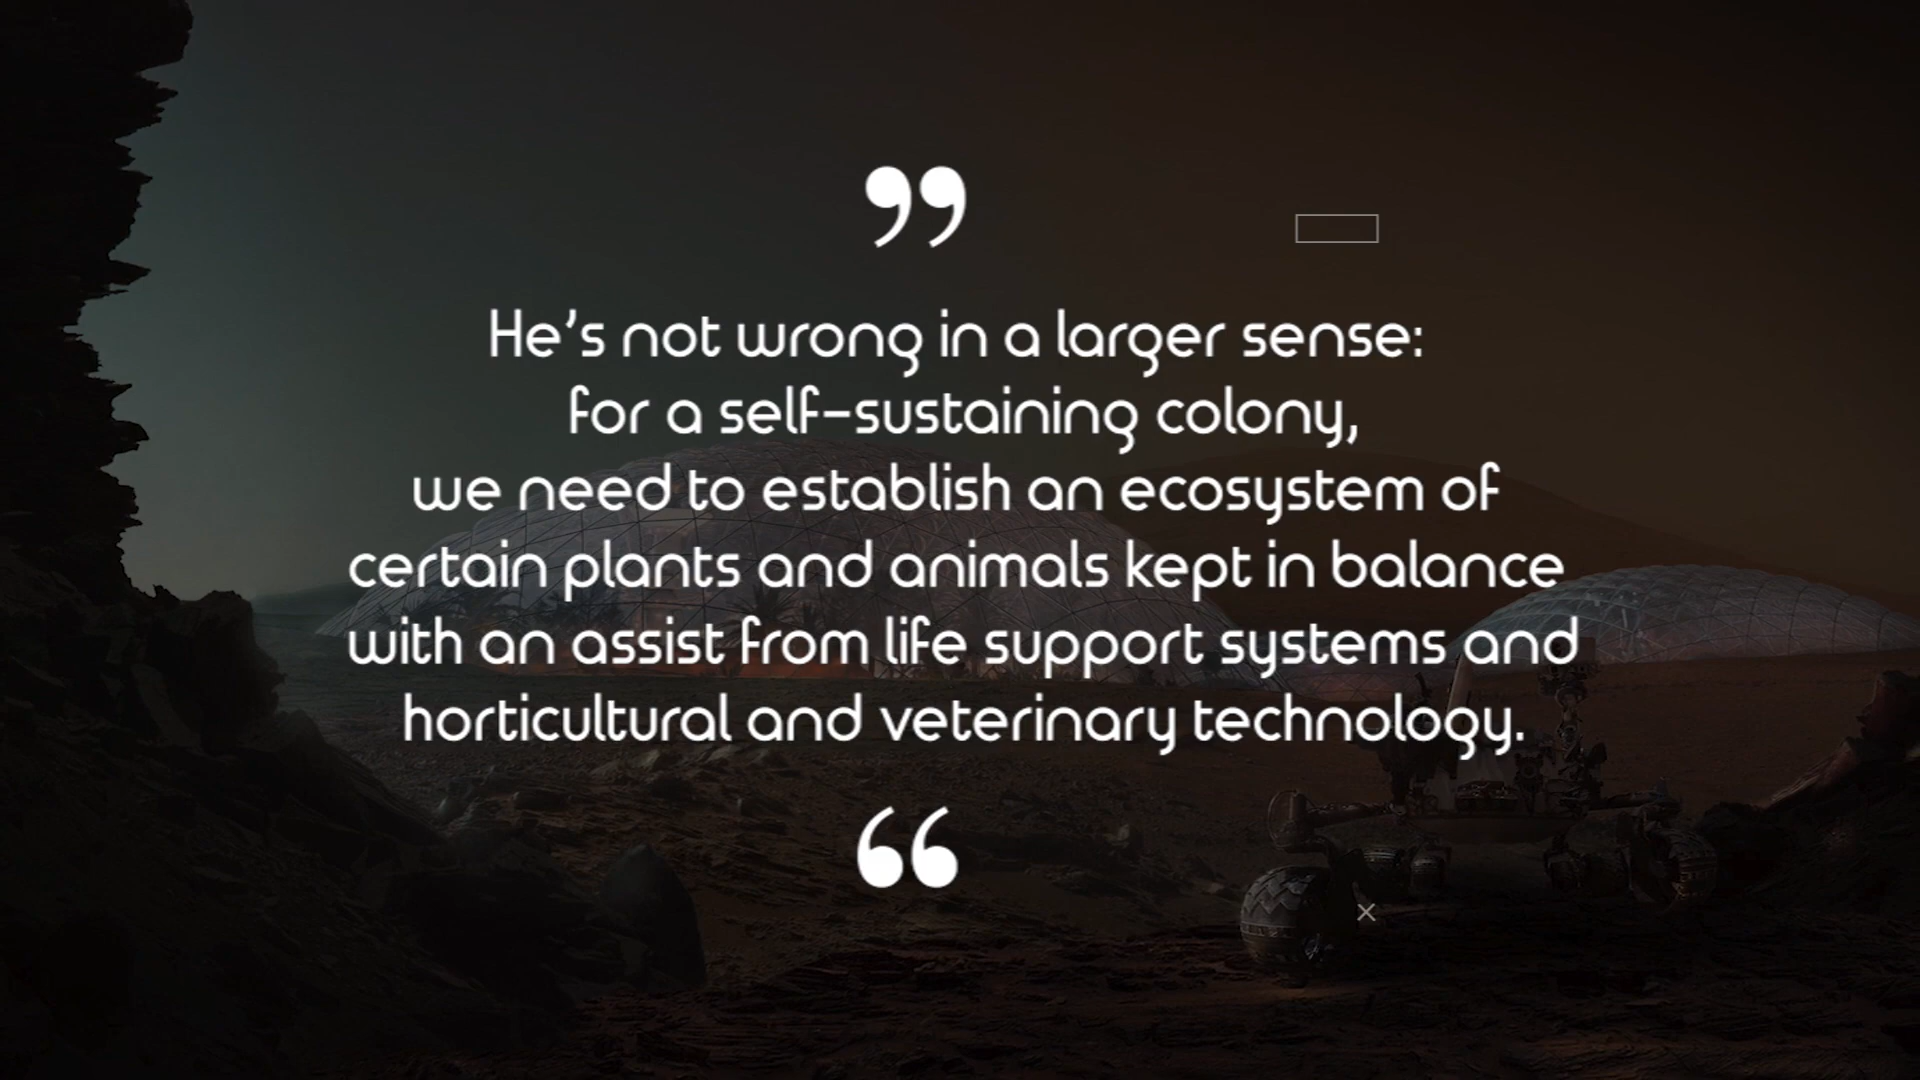 ”
He’s not wrong in a larger sense:
for a self-sustaining colony,
we need to establish an ecosystem of
certain plants and animals kept in balance
with an assist from life support systems and
horticultural and veterinary technology.
“